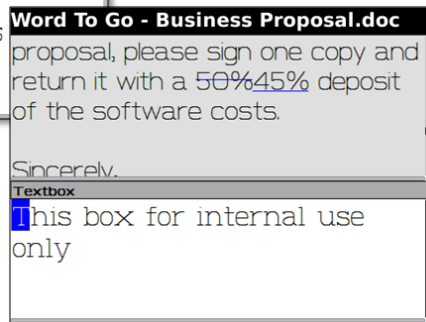 Word To Go - Business Proposal.doc
proposal, please sign one copy and
return it with a 50%45% deposit
of the software costs.
Sincerely,
Textbox
This box for internal use
only